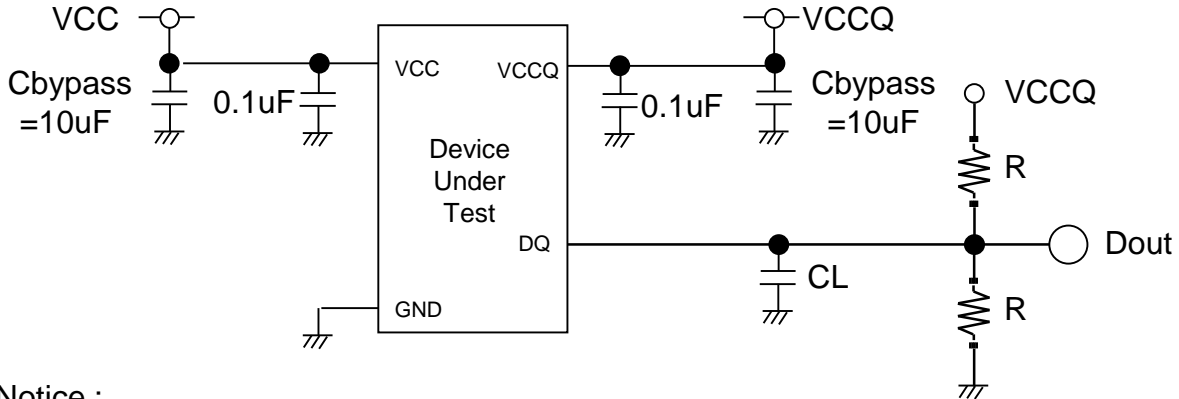 VCC
VCCQ
Cbypass
=10uF
0.1uF
VCC
VCCQ
0.1uF
Cbypass
=10uF
VCCQ
Device
Under
Test
R
DQ
Dout
CL
GND
R
Notice :